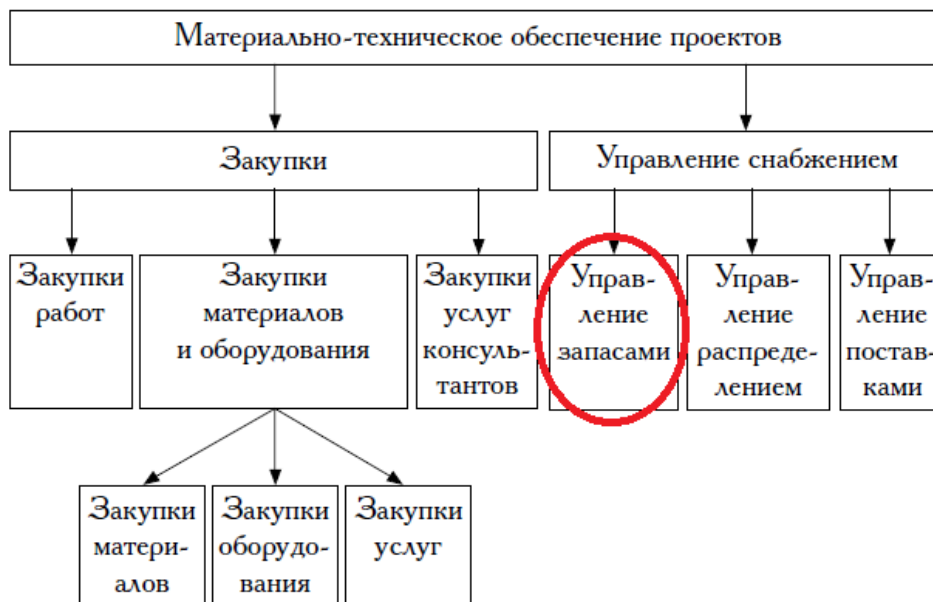 Материально-техническое обеспечение проектов
Закупки
Управление снабжением
Закупки
работ
Закупки
материалов
и оборудования
Закупки
услуг
консуль-
тантов
Управ-
ление
запасами
Управ-
ление
распреде-
лением
Управ-
ление
постав-
ками
Закупки
матери-
алов
Закупки
оборудо-
вания
Закупки
услуг